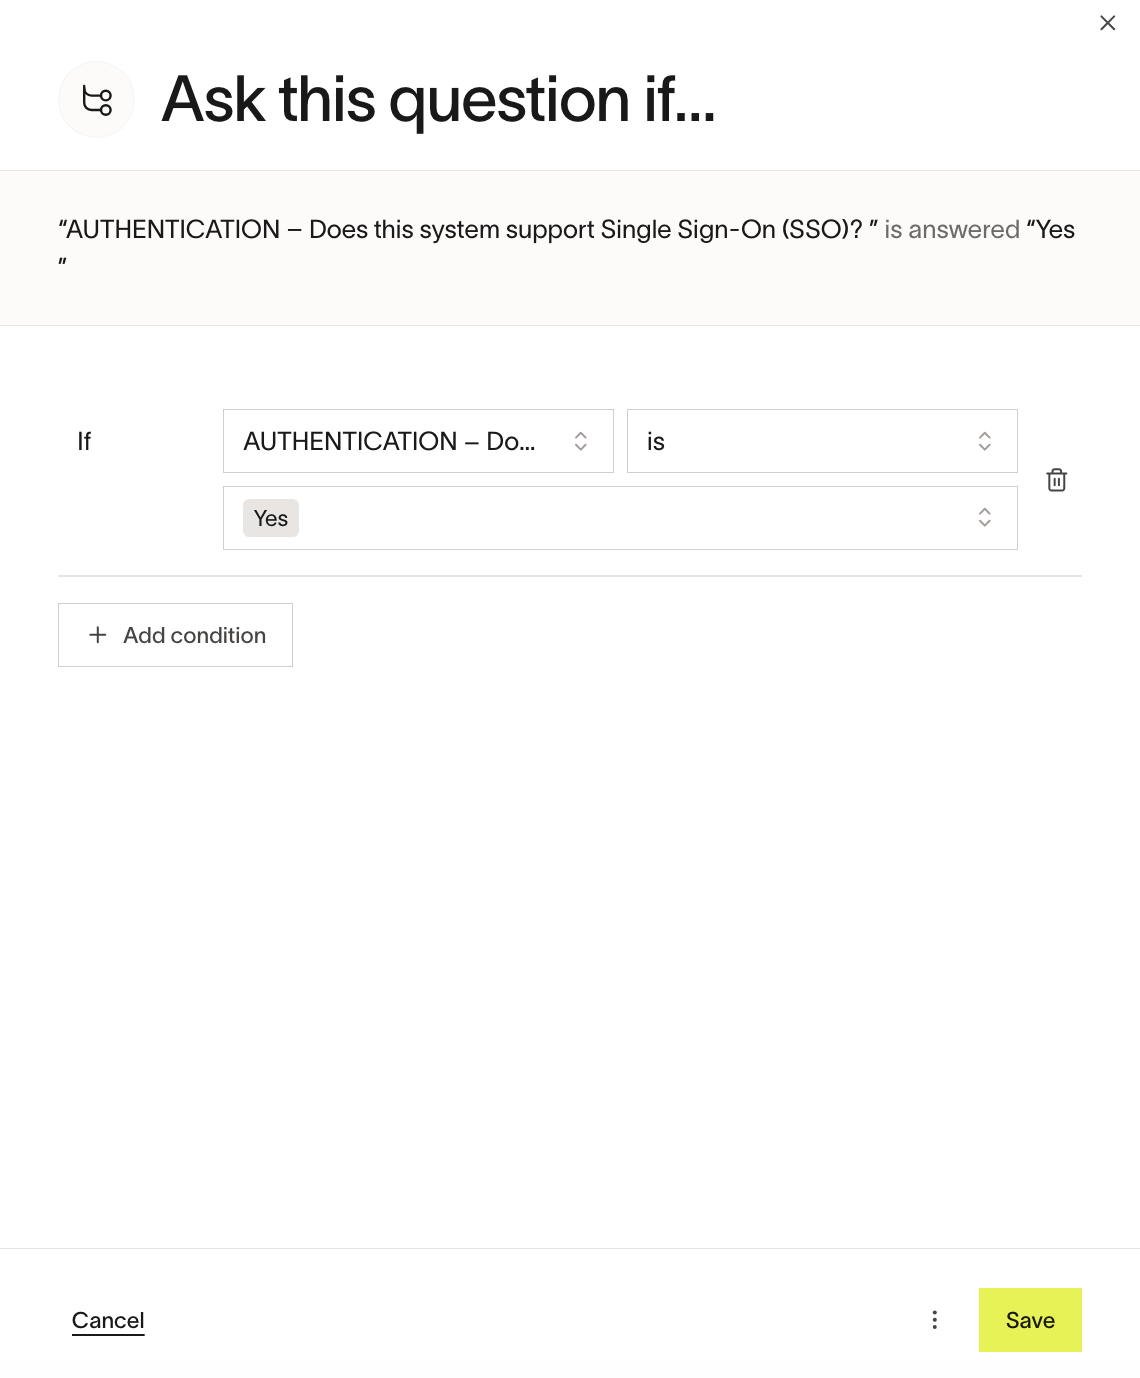 Ask this question if...
“AUTHENTICATION – Does this system support Single Sign-On (SSO)? ” is answered “Yes
”
If
AUTHENTICATION – Do...
is
Yes
Add condition
Cancel
Save